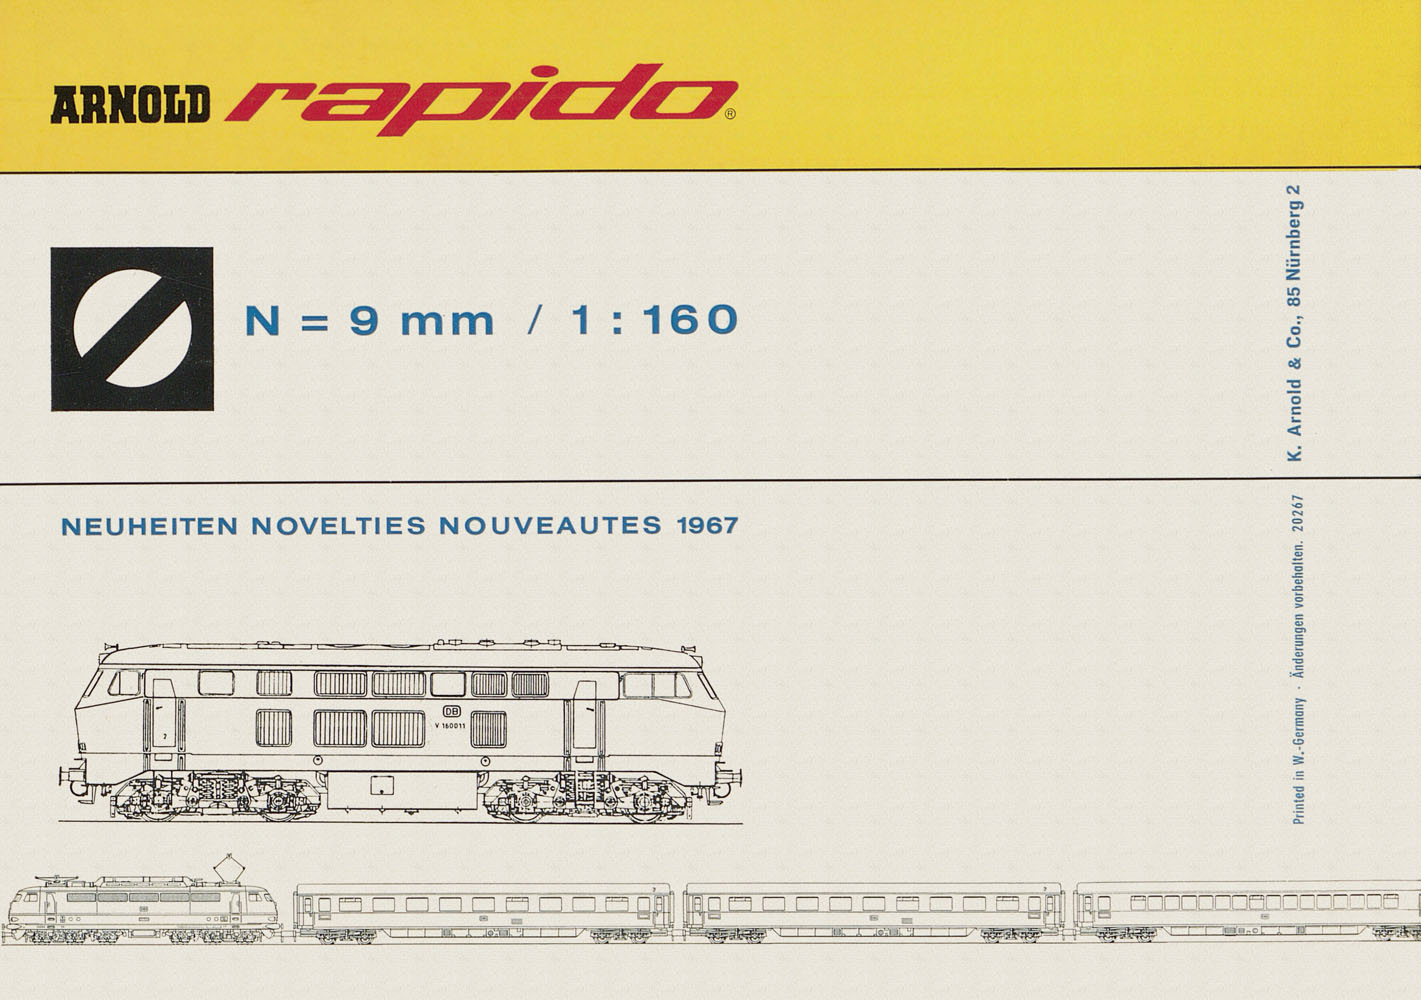 ARNOLD rapido ®
N = 9 mm / 1 : 160
K. Arnold & Co., 85 Nürnberg 2
NEUHEITEN NOVELTIES NOUVEAUTES 1967
Printed in W.-Germany · Änderungen vorbehalten. 20267
DB
V 160011
2